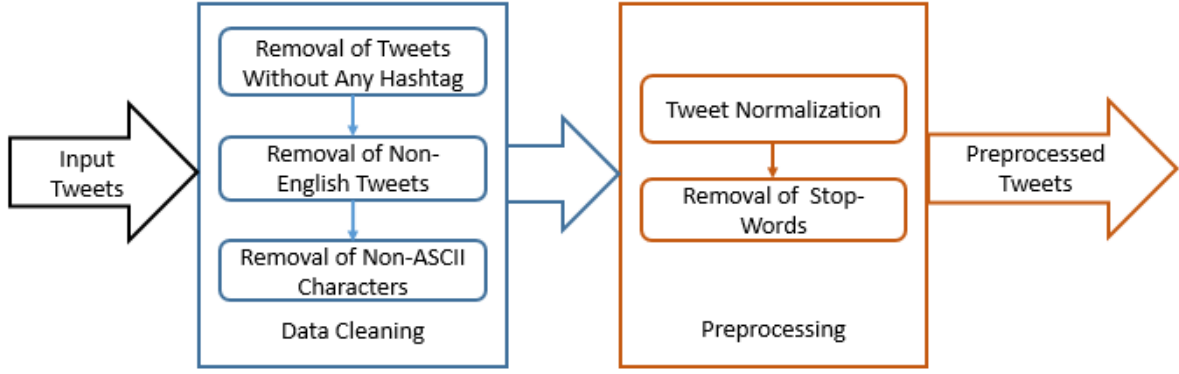 Input
Tweets
Removal of Tweets
Without Any Hashtag
Removal of Non-
English Tweets
Removal of Non-ASCII
Characters
Data Cleaning
Tweet Normalization
Removal of  Stop-
Words
Preprocessing
Preprocessed
Tweets